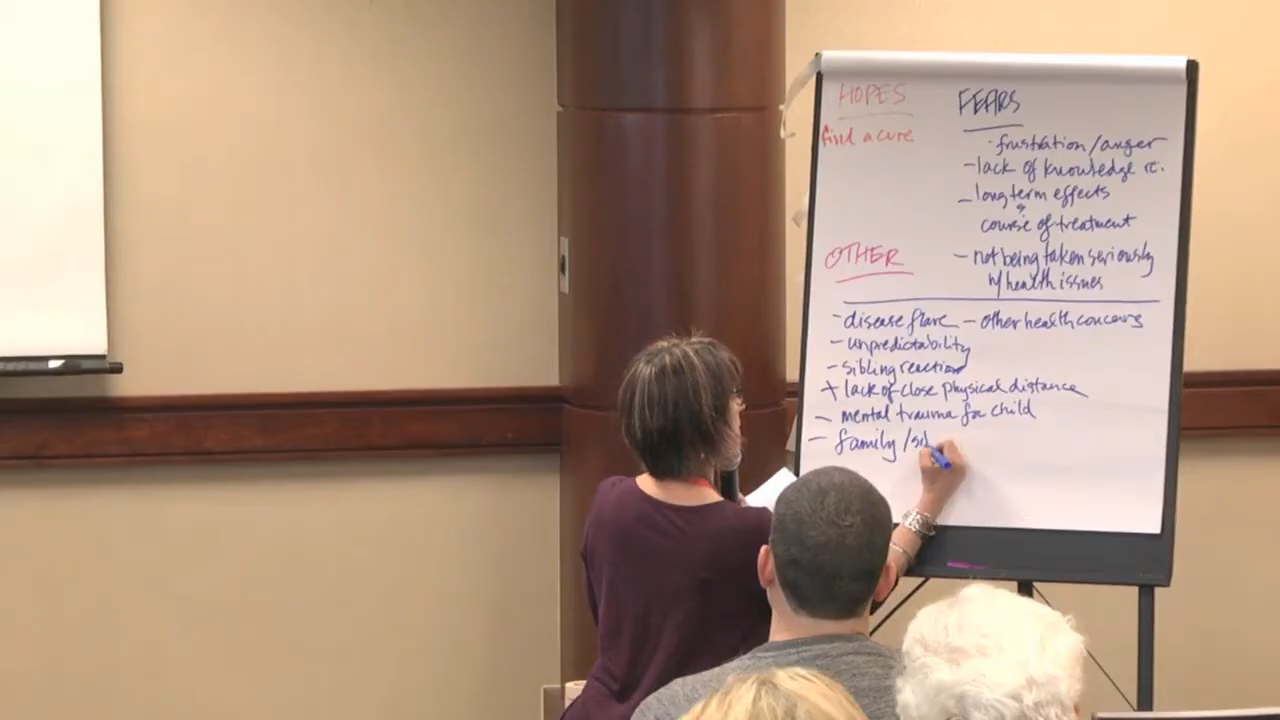 HOPES
find a cure
FEARS
- frustration/anger
- lack of knowledge re:
- long term effects
&
course of treatment
- not being taken seriously
w/ health issues
OTHER
- disease flare - other health concerns
- unpredictability
- sibling reaction
+ lack of close physical distance
- mental trauma for child
- family /sib